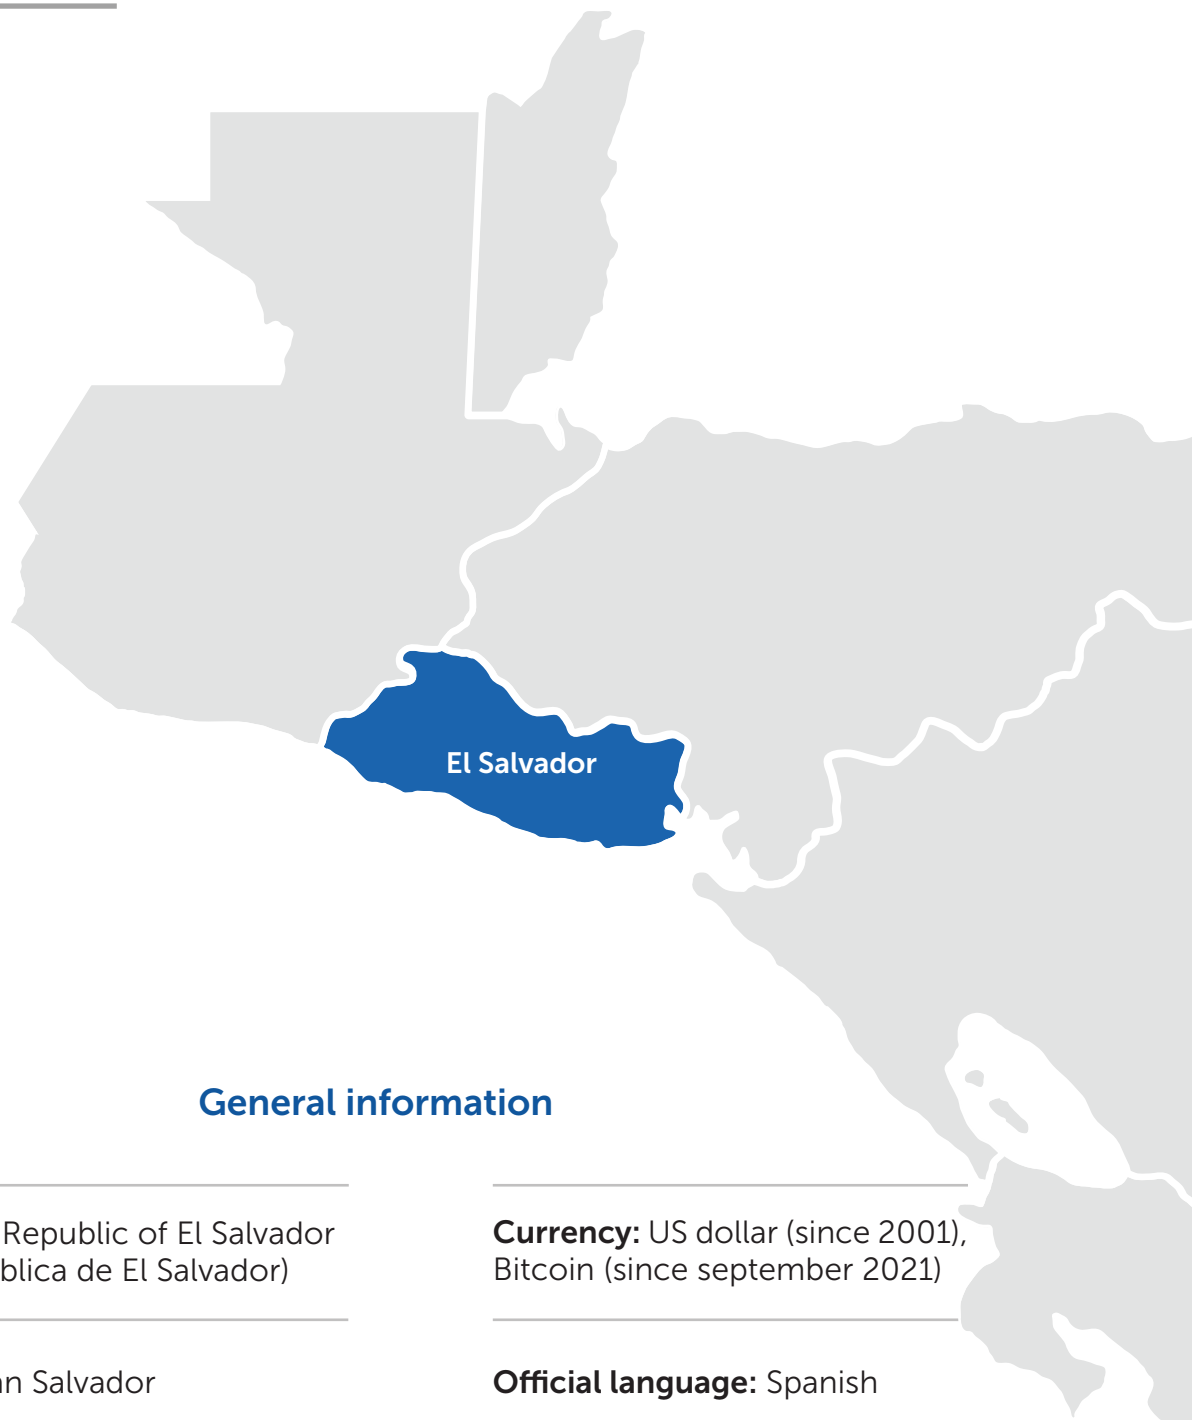 El Salvador
General information
Republic of El Salvador
blica de El Salvador)
Currency: US dollar (since 2001),
Bitcoin (since september 2021)
n Salvador
Official language: Spanish